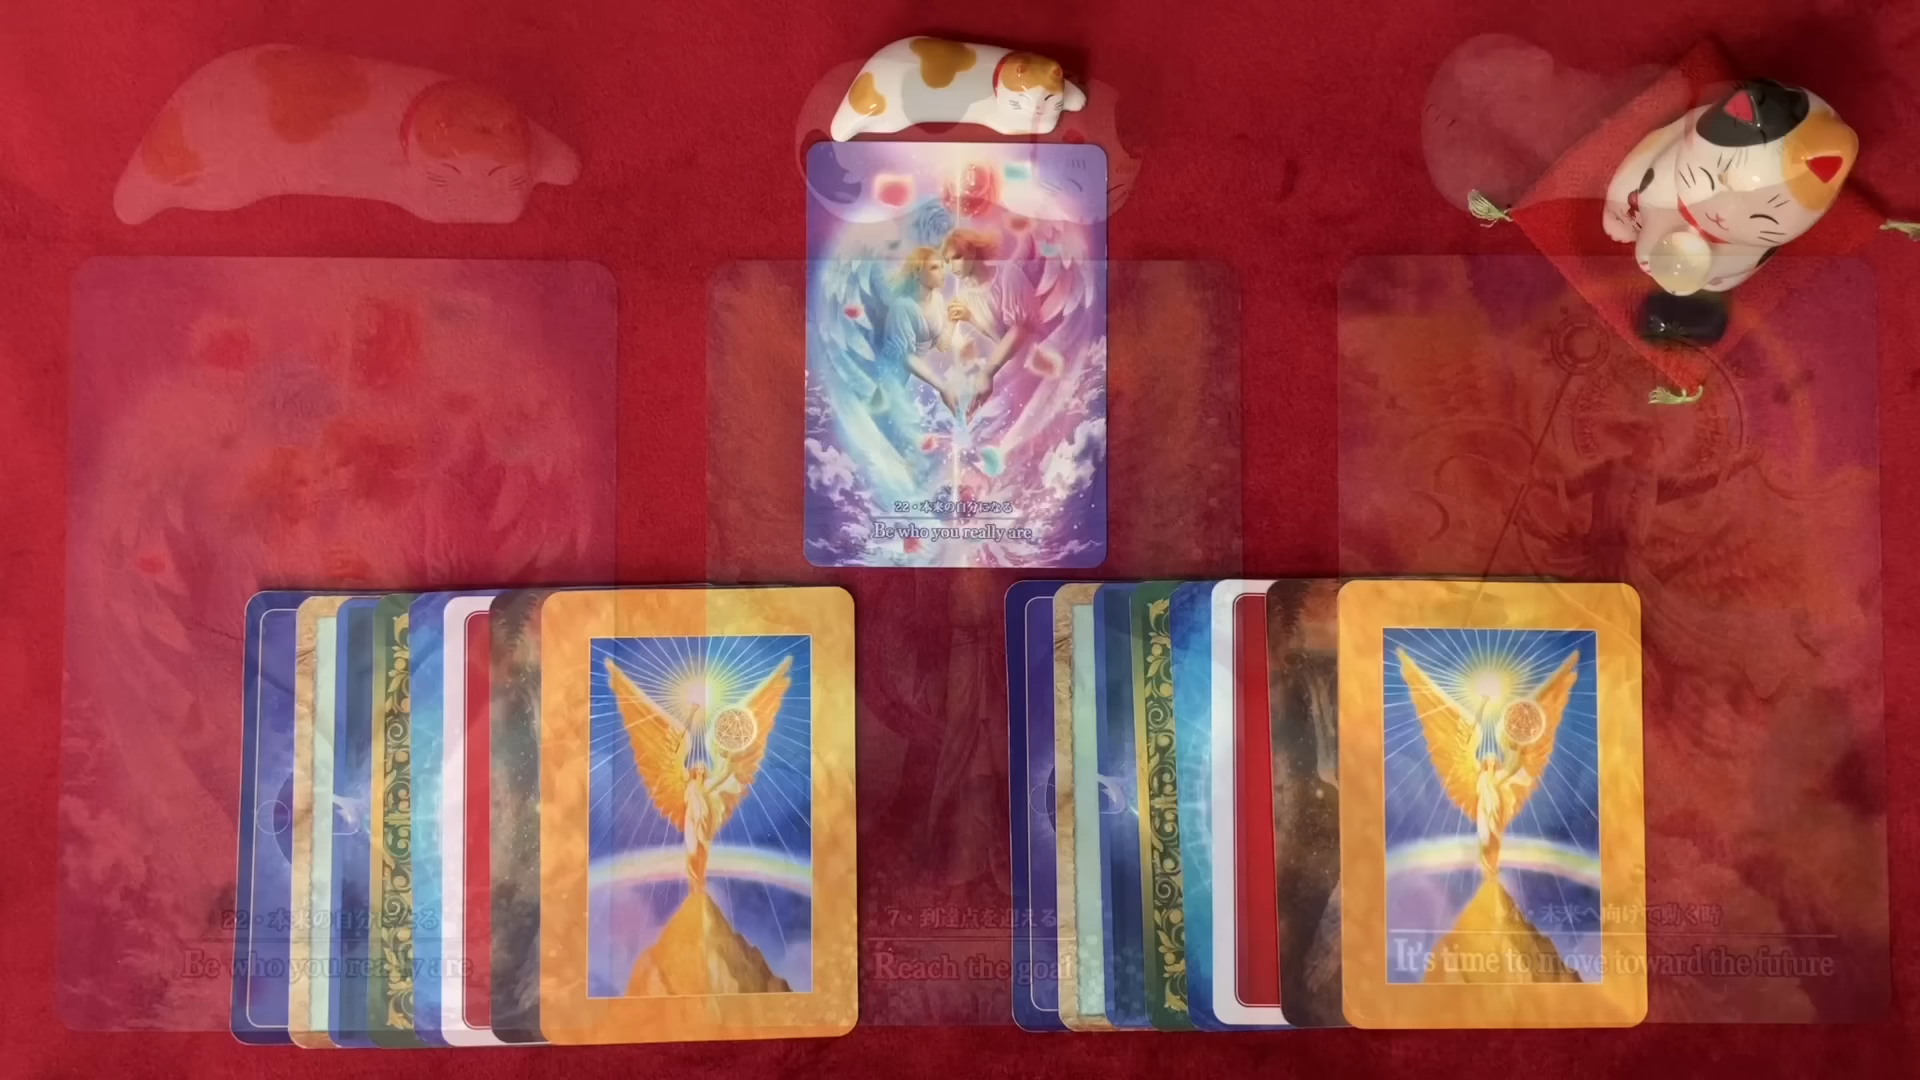 22・本来の自分になる
Be who you really are
22・本来の自分になる
Be who you really are
7・到達点を迎える
Reach the goal
未来へ向けて動く時
It's time to move toward the future